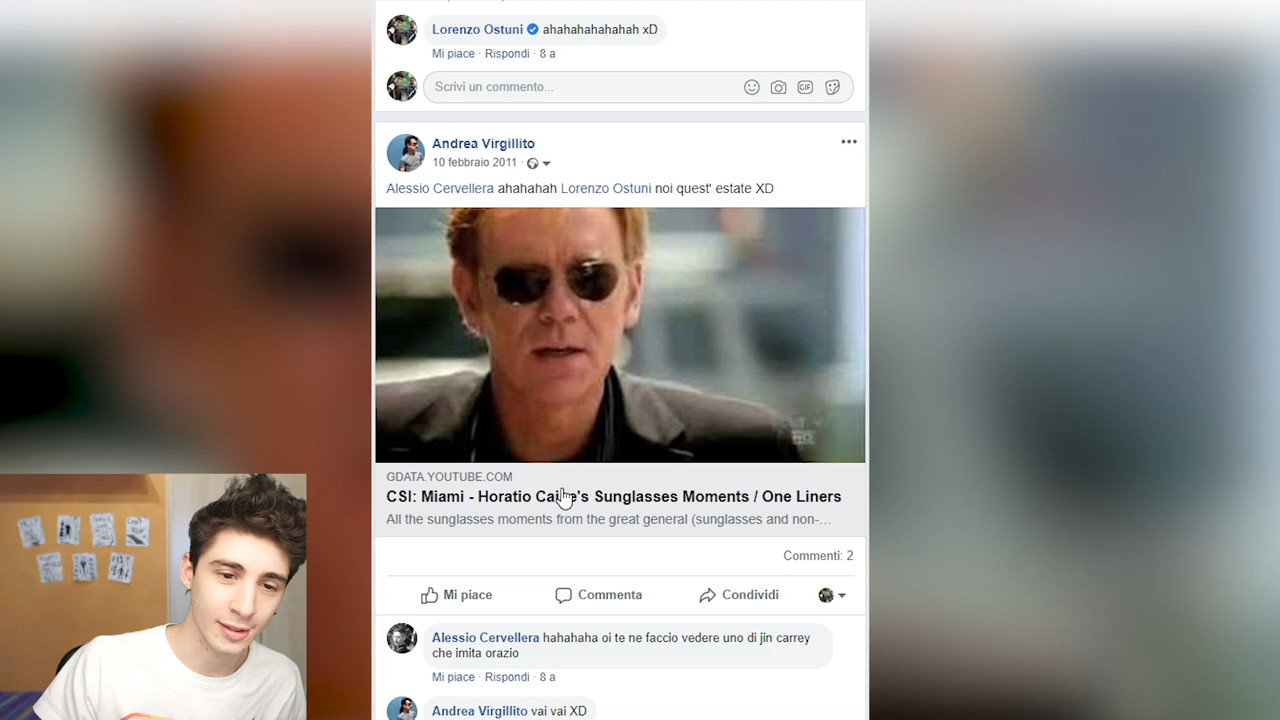 Lorenzo Ostuni ahahahahahah xD
Mi piace · Rispondi · 8 a
Scrivi un commento...
GIF
Andrea Virgillito
10 febbraio 2011 ·
Alessio Cervellera ahahahah Lorenzo Ostuni noi quest' estate XD
GDATA.YOUTUBE.COM
CSI: Miami - Horatio Caine's Sunglasses Moments / One Liners
All the sunglasses moments from the great general (sunglasses and non-...
Commenti: 2
Mi piace Commenta Condividi
Alessio Cervellera hahahaha oi te ne faccio vedere uno di jin carrey
che imita orazio
Mi piace · Rispondi · 8 a
Andrea Virgillito vai vai XD